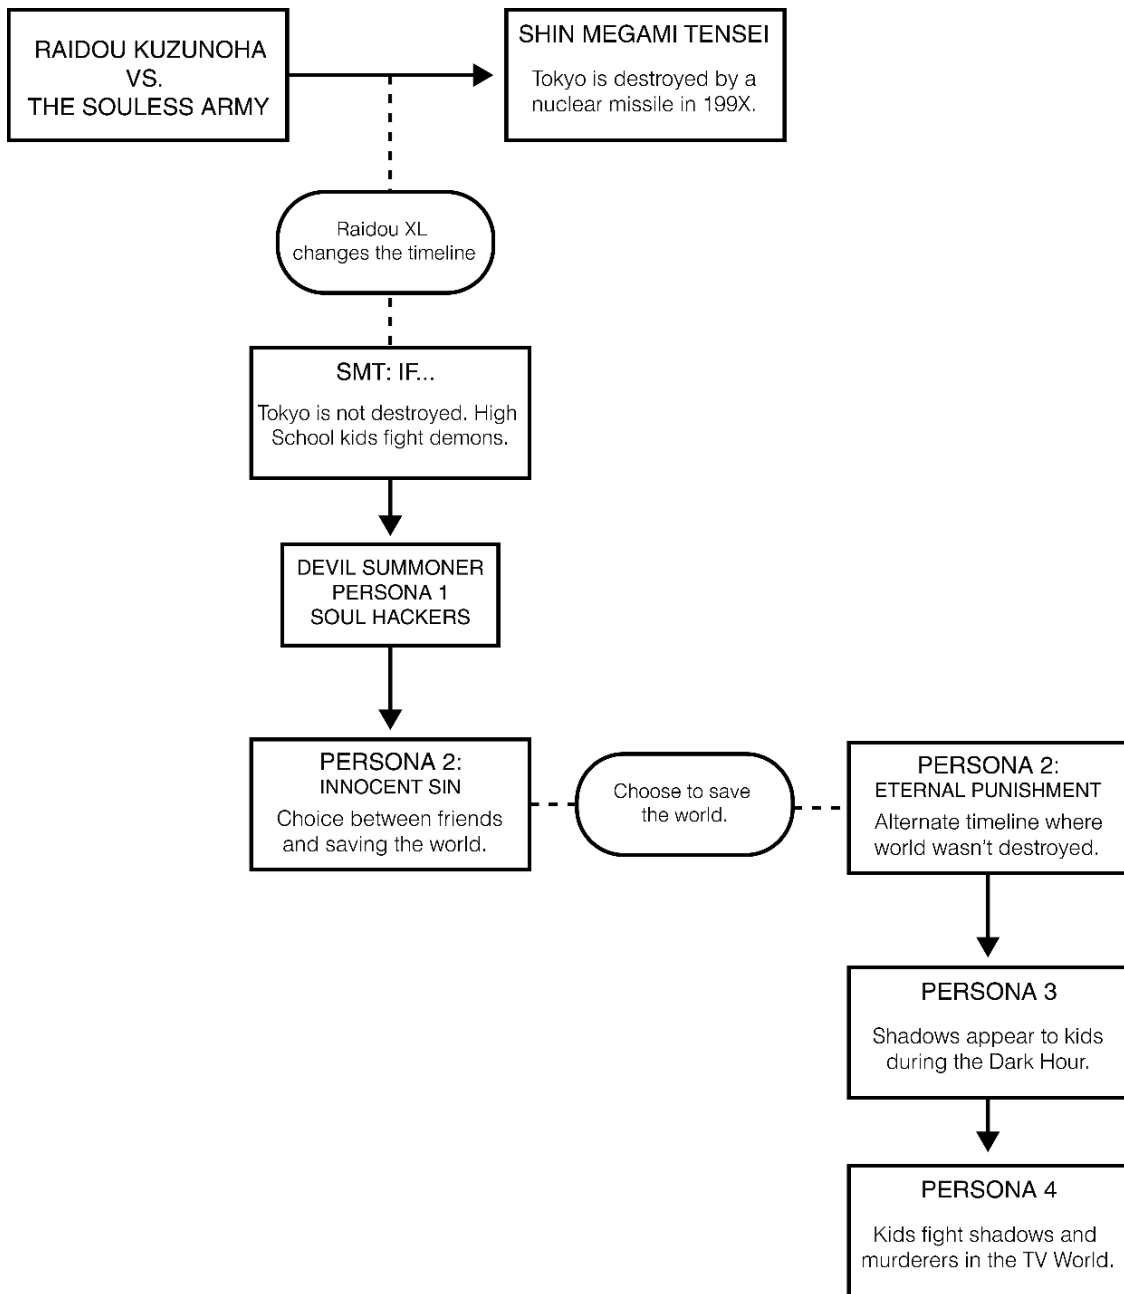 RAIDOU KUZUNOHA
VS.
THE SOULESS ARMY
SHIN MEGAMI TENSEI
Tokyo is destroyed by a
nuclear missile in 199X.
Raidou XL
changes the timeline
SMT: IF...
Tokyo is not destroyed. High
School kids fight demons.
DEVIL SUMMONER
PERSONA 1
SOUL HACKERS
PERSONA 2:
INNOCENT SIN
Choice between friends
and saving the world.
Choose to save
the world.
PERSONA 2:
ETERNAL PUNISHMENT
Alternate timeline where
world wasn't destroyed.
PERSONA 3
Shadows appear to kids
during the Dark Hour.
PERSONA 4
Kids fight shadows and
murderers in the TV World.